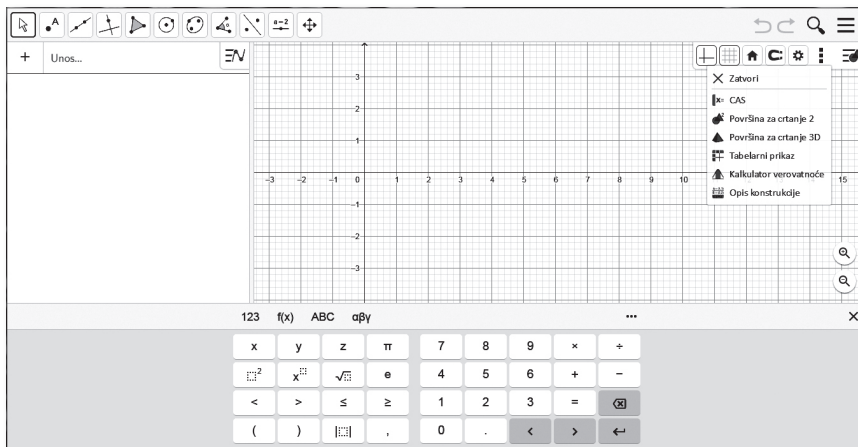 A
a=2
+ Unos...
Zatvori
x= CAS
Površina za crtanje 2
Površina za crtanje 3D
Tabelarni prikaz
Kalkulator verovatnoće
Opis konstrukcije
3
2
1
-3 -2 -1 0 1 2 3 4 5 6 7 8 9 10 15
-1
-2
-3
123 f(x) ABC αβγ ...
x y z π 7 8 9 × ÷
□² x□ √□ e 4 5 6 + −
< > ≤ ≥ 1 2 3 =
( ) |□| , 0 . < >